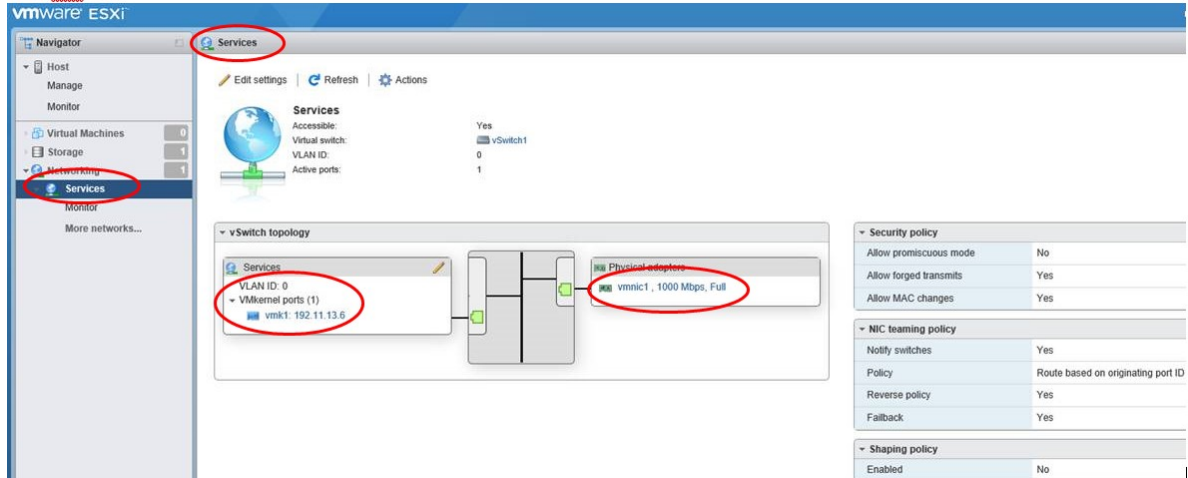 vmware ESXi
Navigator
Host
Manage
Monitor
Virtual Machines 0
Storage 1
Networking 1
Services
Monitor
More networks...
Services
Edit settings | Refresh | Actions
Services
Accessible: Yes
Virtual switch: vSwitch1
VLAN ID: 0
Active ports: 1
vSwitch topology
Services
VLAN ID: 0
VMkernel ports (1)
vmk1: 192.11.13.6
Physical adapters
vmnic1 , 1000 Mbps, Full
Security policy
Allow promiscuous mode No
Allow forged transmits Yes
Allow MAC changes Yes
NIC teaming policy
Notify switches Yes
Policy Route based on originating port ID
Reverse policy Yes
Failback Yes
Shaping policy
Enabled No